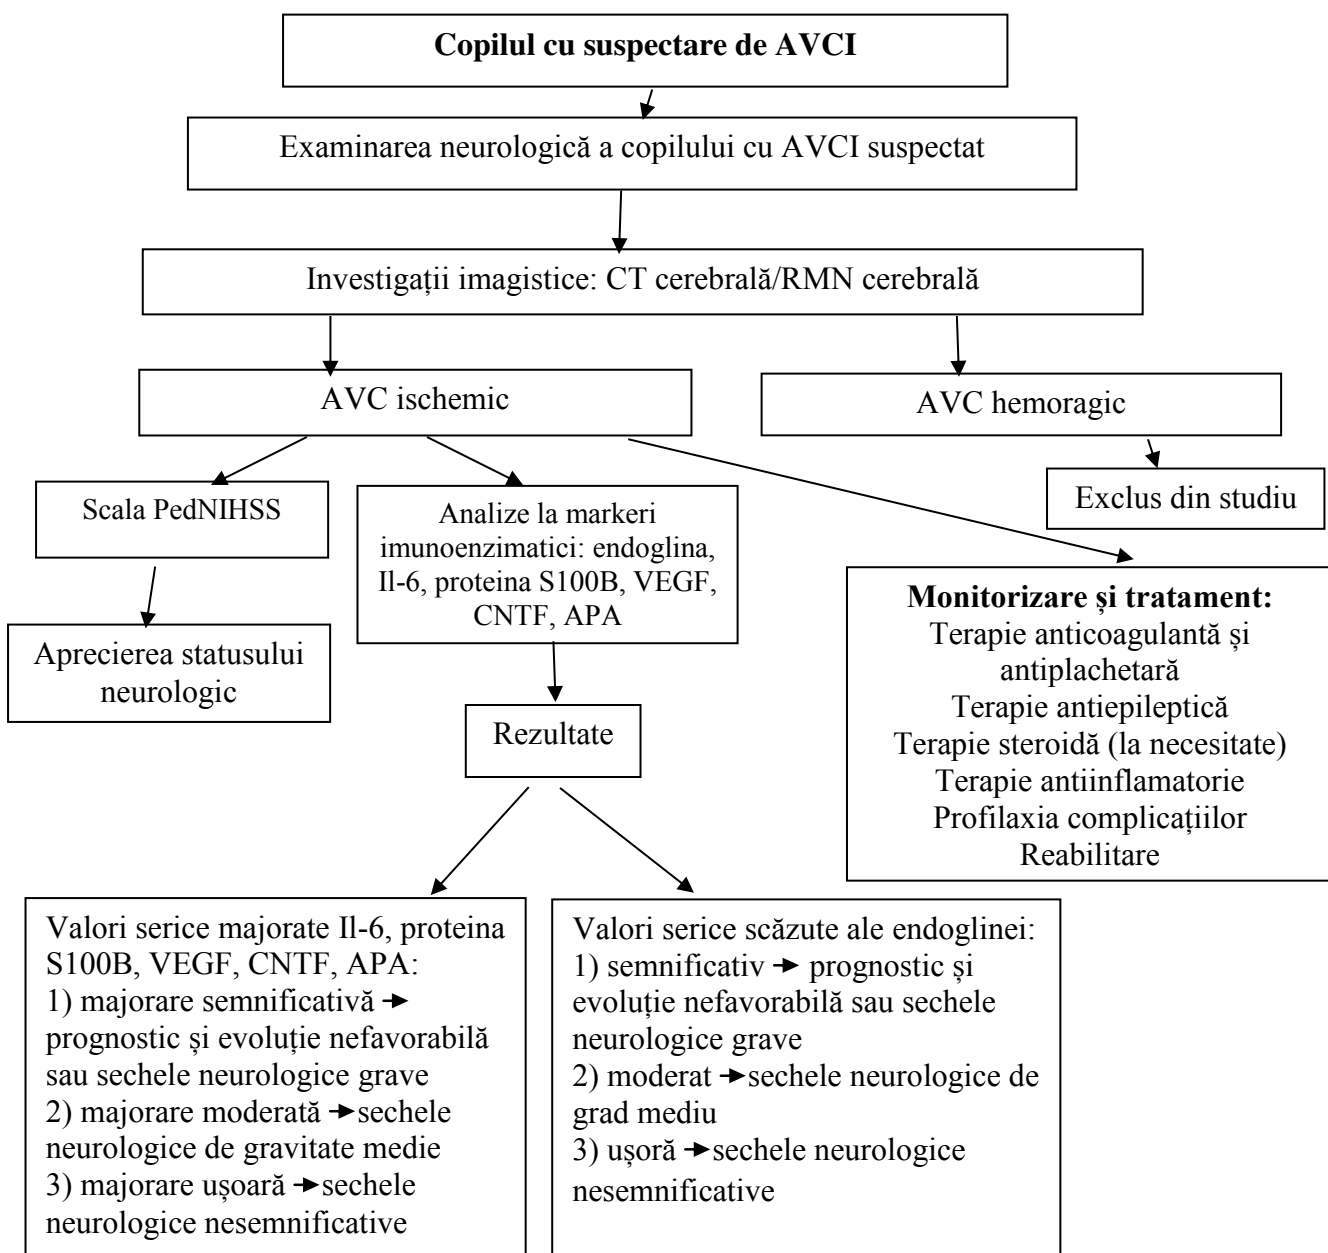 Copilul cu suspectare de AVCI
Examinarea neurologică a copilului cu AVCI suspectat
Investigații imagistice: CT cerebrală/RMN cerebrală
AVC ischemic
AVC hemoragic
Scala PedNIHSS
Analize la markeri
imunoenzimatici: endoglina,
Il-6, proteina S100B, VEGF,
CNTF, APA
Exclus din studiu
Aprecierea statusului
neurologic
Monitorizare și tratament:
Terapie anticoagulantă și
antiplachetară
Terapie antiepileptică
Terapie steroidă (la necesitate)
Terapie antiinflamatorie
Profilaxia complicațiilor
Reabilitare
Rezultate
Valori serice majorate Il-6, proteina
S100B, VEGF, CNTF, APA:
1) majorare semnificativă →
prognostic și evoluție nefavorabilă
sau sechele neurologice grave
2) majorare moderată →sechele
neurologice de gravitate medie
3) majorare ușoară →sechele
neurologice nesemnificative
Valori serice scăzute ale endoglinei:
1) semnificativ → prognostic și
evoluție nefavorabilă sau sechele
neurologice grave
2) moderat →sechele neurologice de
grad mediu
3) ușoră →sechele neurologice
nesemnificative